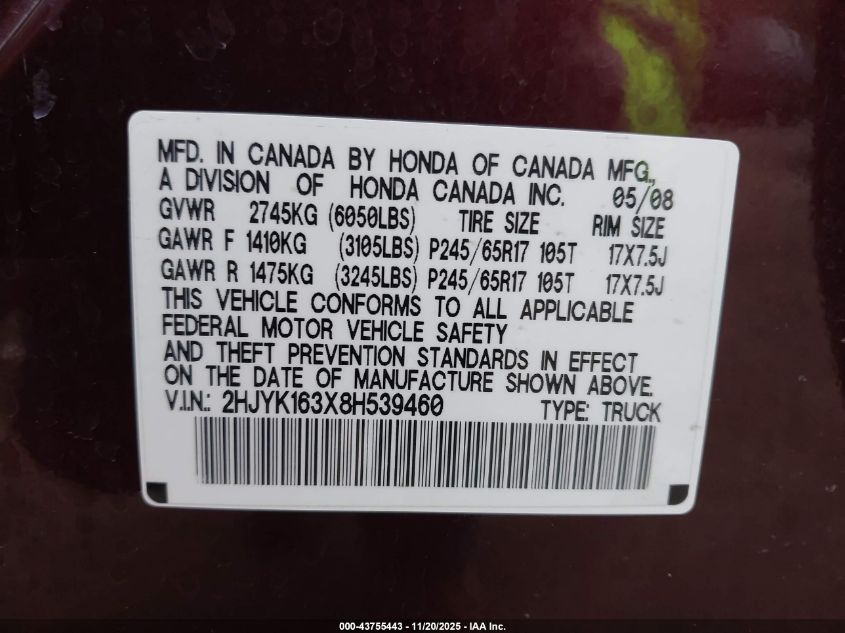 MFD. IN CANADA BY HONDA OF CANADA MFG.,
A DIVISION OF HONDA CANADA INC. 05/08
GVWR 2745KG (6050LBS) TIRE SIZE RIM SIZE
GAWR F 1410KG (3105LBS) P245/65R17 105T 17X7.5J
GAWR R 1475KG (3245LBS) P245/65R17 105T 17X7.5J
THIS VEHICLE CONFORMS TO ALL APPLICABLE
FEDERAL MOTOR VEHICLE SAFETY
AND THEFT PREVENTION STANDARDS IN EFFECT
ON THE DATE OF MANUFACTURE SHOWN ABOVE.
V.I.N.: 2HJYK163X8H539460 TYPE: TRUCK
000-43755443 - 11/20/2025 - IAA Inc.